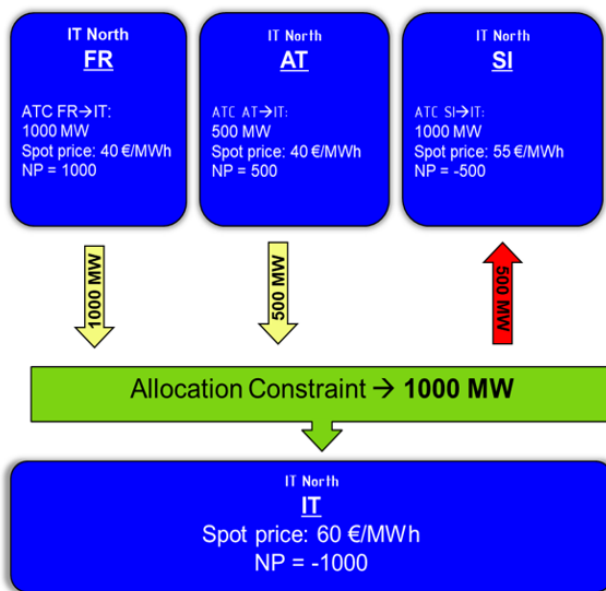 IT North
FR
ATC FR→IT:
1000 MW
Spot price: 40 €/MWh
NP = 1000
IT North
AT
ATC AT→IT:
500 MW
Spot price: 40 €/MWh
NP = 500
IT North
SI
ATC SI→IT:
1000 MW
Spot price: 55 €/MWh
NP = -500
1000 MW
500 MW
500 MW
Allocation Constraint → 1000 MW
IT North
IT
Spot price: 60 €/MWh
NP = -1000